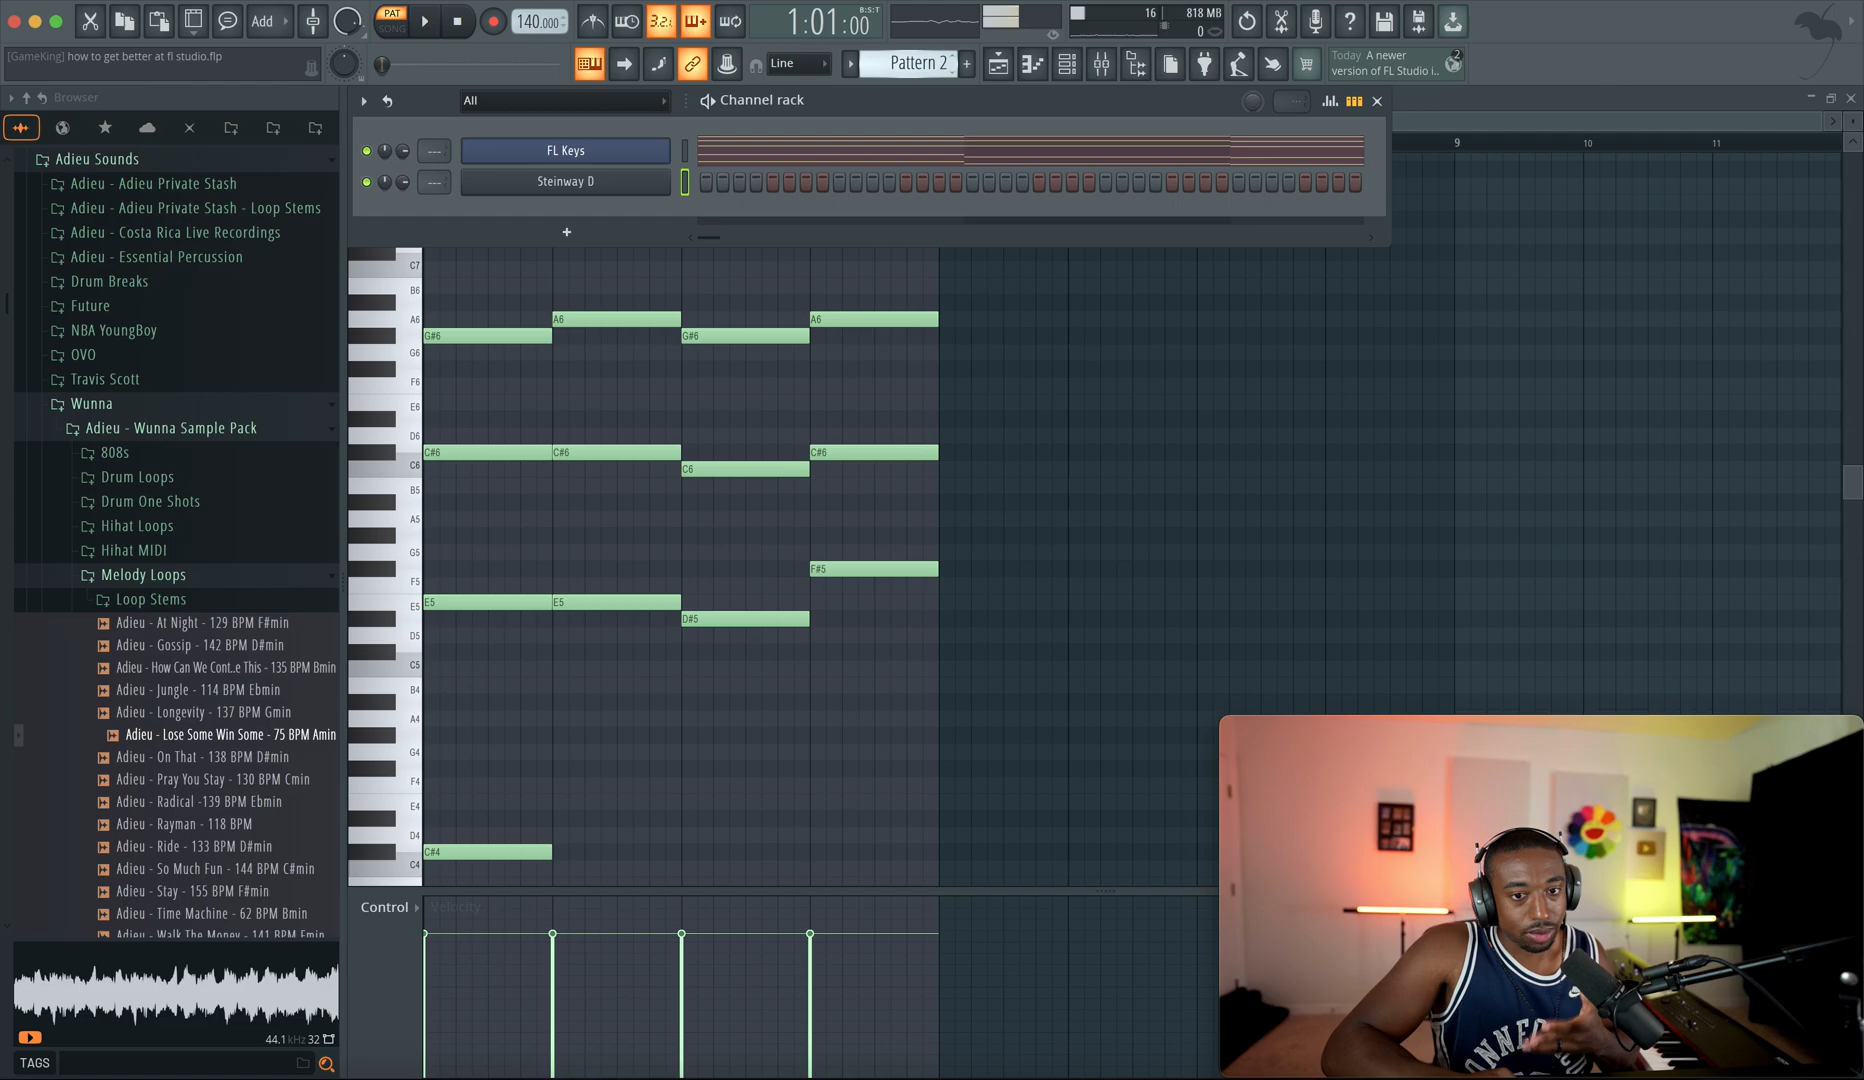 Add
PAT
SONG
3.2:
140.000
1:01:00
B:S:T
16
818 MB
0
[GameKing] how to get better at fl studio.flp
Line
Pattern 2
Today A newer
version of FL Studio i..
2
Browser
All
Channel rack
FL Keys
Steinway D
Adieu Sounds
Adieu - Adieu Private Stash
Adieu - Adieu Private Stash - Loop Stems
Adieu - Costa Rica Live Recordings
Adieu - Essential Percussion
Drum Breaks
Future
NBA YoungBoy
OVO
Travis Scott
Wunna
Adieu - Wunna Sample Pack
808s
Drum Loops
Drum One Shots
Hihat Loops
Hihat MIDI
Melody Loops
Loop Stems
Adieu - At Night - 129 BPM F#min
Adieu - Gossip - 142 BPM D#min
Adieu - How Can We Cont..e This - 135 BPM Bmin
Adieu - Jungle - 114 BPM Ebmin
Adieu - Longevity - 137 BPM Gmin
Adieu - Lose Some Win Some - 75 BPM Amin
Adieu - On That - 138 BPM D#min
Adieu - Pray You Stay - 130 BPM Cmin
Adieu - Radical -139 BPM Ebmin
Adieu - Rayman - 118 BPM
Adieu - Ride - 133 BPM D#min
Adieu - So Much Fun - 144 BPM C#min
Adieu - Stay - 155 BPM F#min
Adieu - Time Machine - 62 BPM Bmin
Adieu - Walk The Money - 141 BPM Fmin
44.1 kHz 32
TAGS
9
10
11
C7
B6
A6
G6
F6
E6
D6
C6
B5
A5
G5
F5
E5
D5
C5
B4
A4
G4
F4
E4
D4
C4
G#6
A6
G#6
A6
C#6
C#6
C6
C#6
F#5
E5
E5
D#5
C#4
Control
Velocity